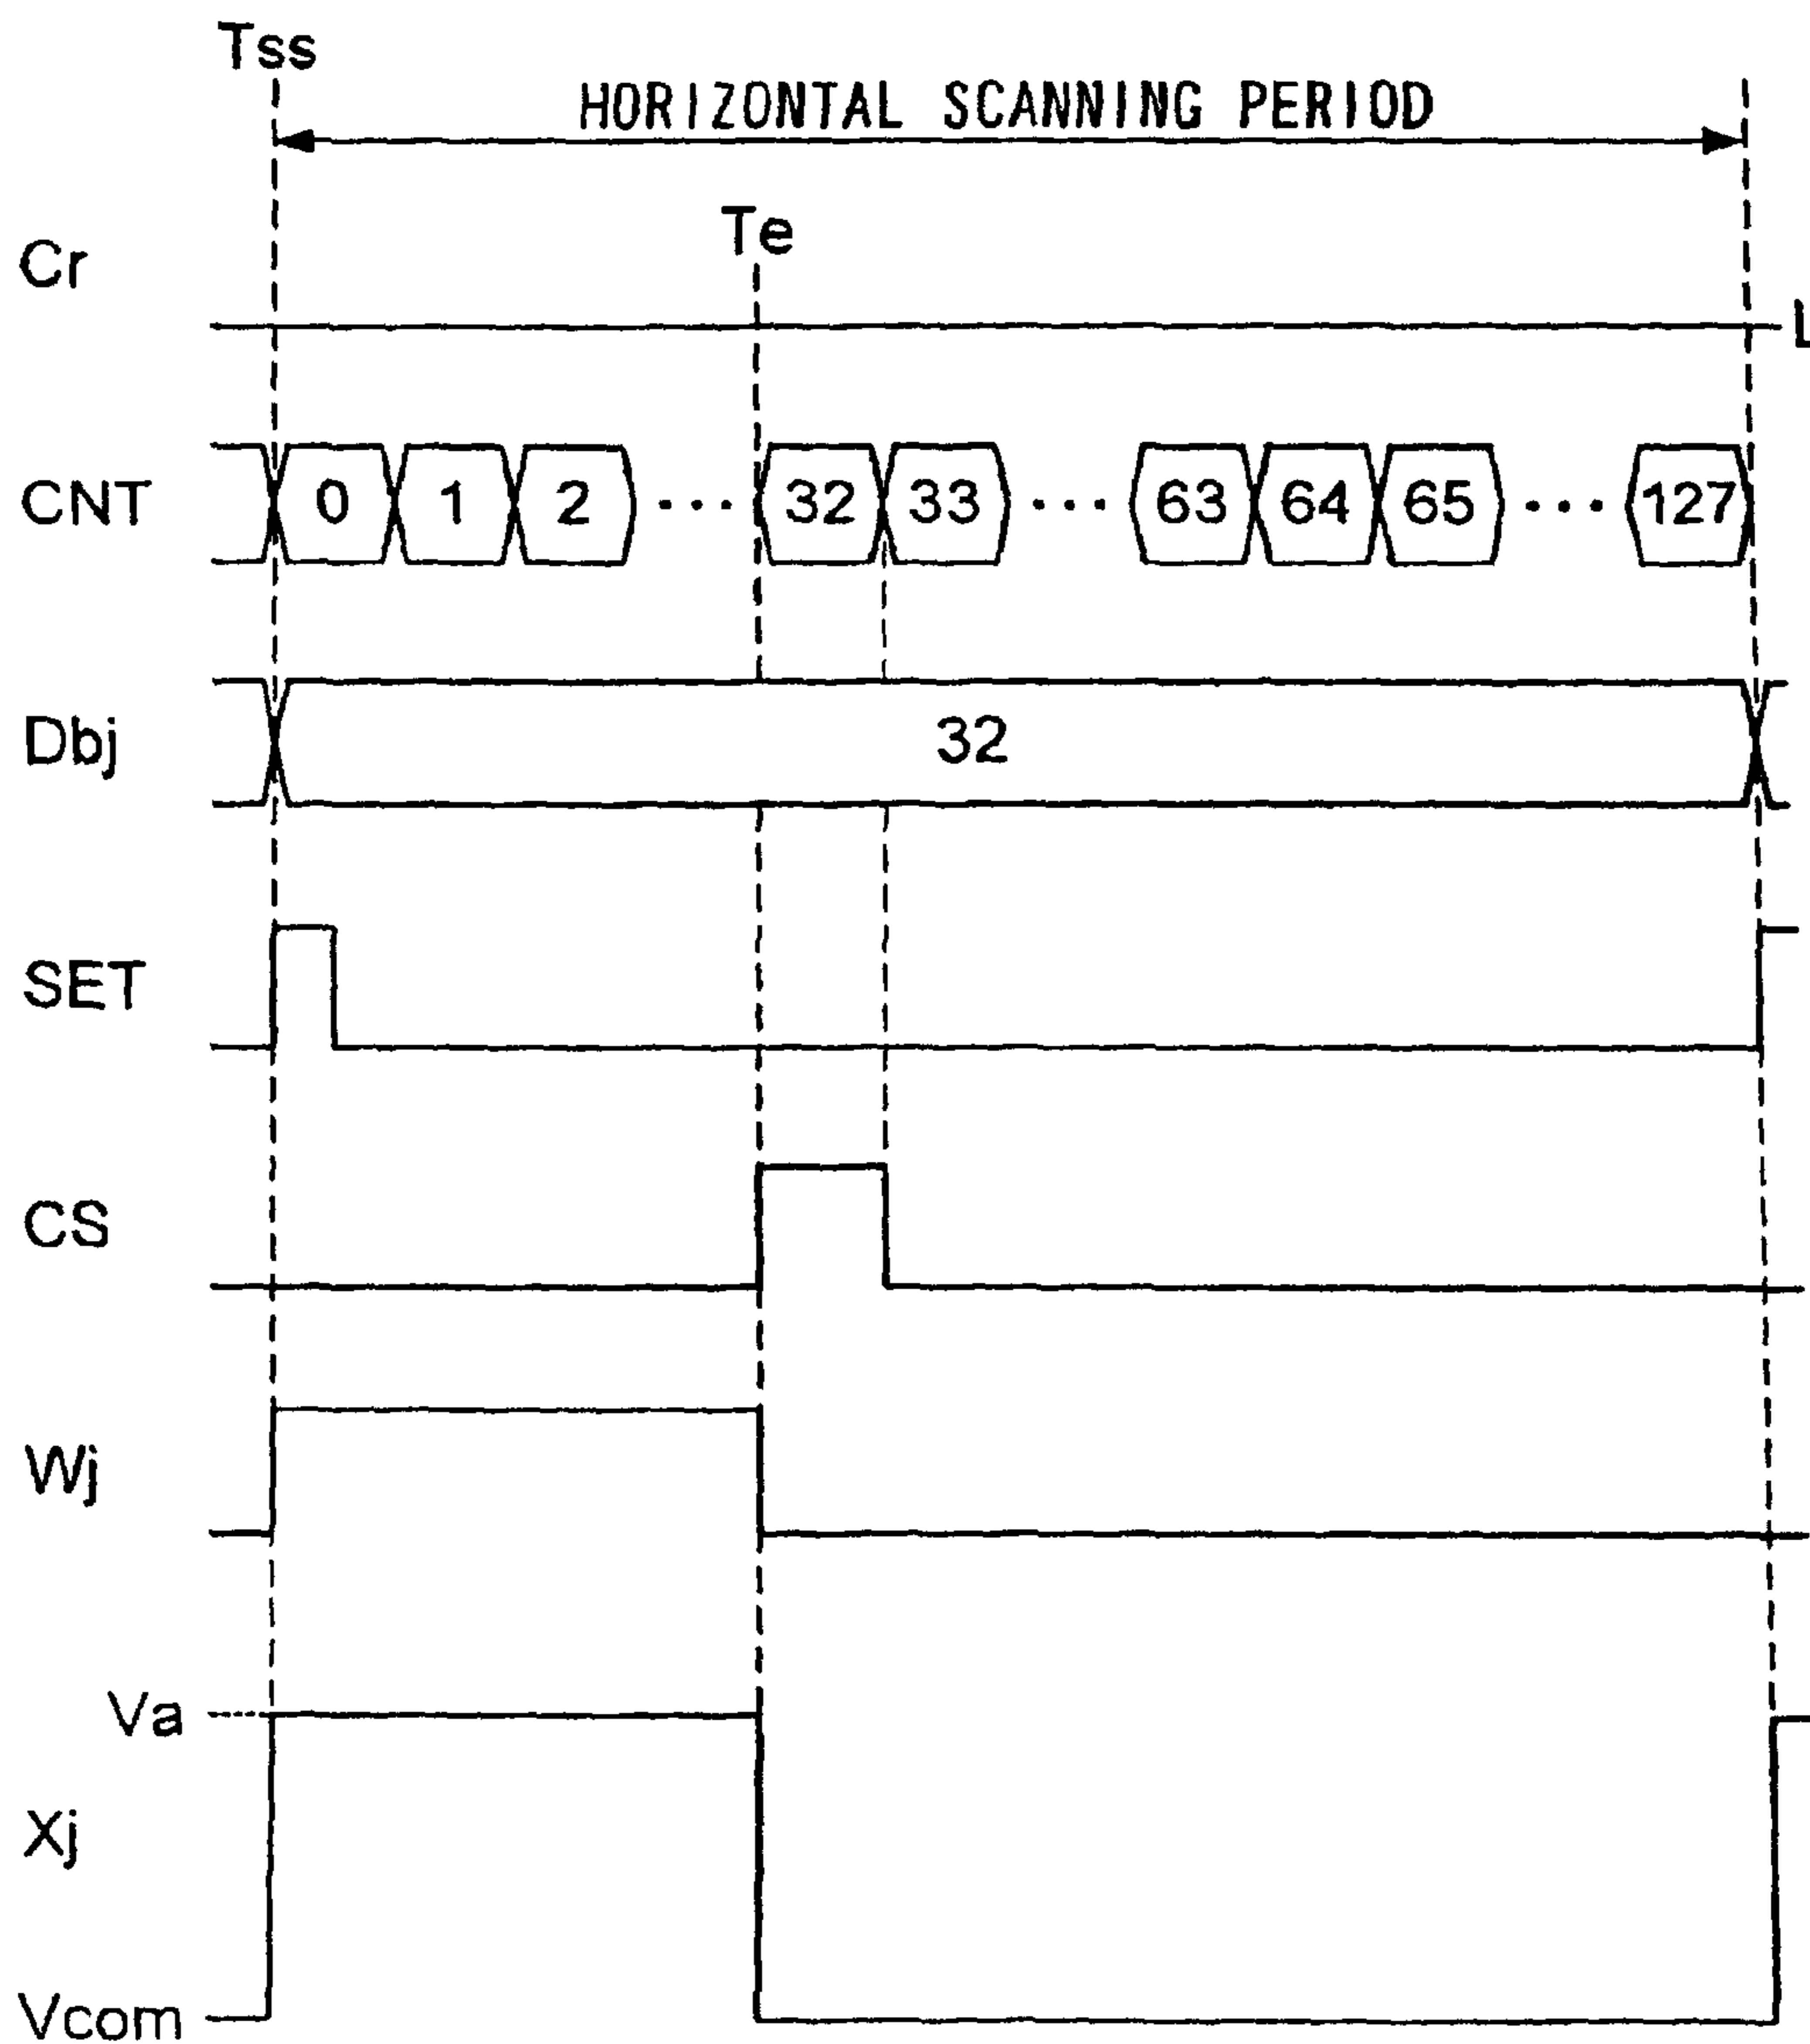 Tss
HORIZONTAL SCANNING PERIOD
Te
Cr
L
CNT 0 1 2 ... 32 33 ... 63 64 65 ... 127
Dbj 32
SET
CS
Wj
Va
Xj
Vcom